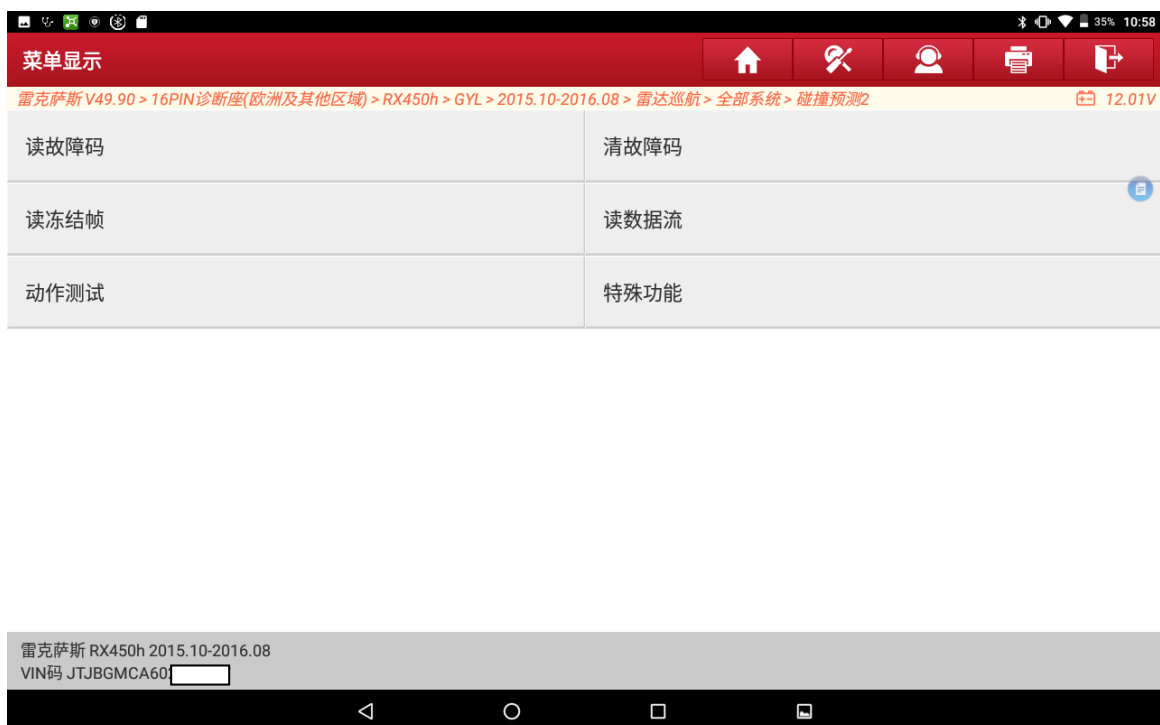 35% 10:58
菜单显示
雷克萨斯 V49.90 > 16PIN诊断座(欧洲及其他区域) > RX450h > GYL > 2015.10-2016.08 > 雷达巡航 > 全部系统 > 碰撞预测2 12.01V
读故障码 清故障码
读冻结帧 读数据流
动作测试 特殊功能
雷克萨斯 RX450h 2015.10-2016.08
VIN码 JTJBGMCA60